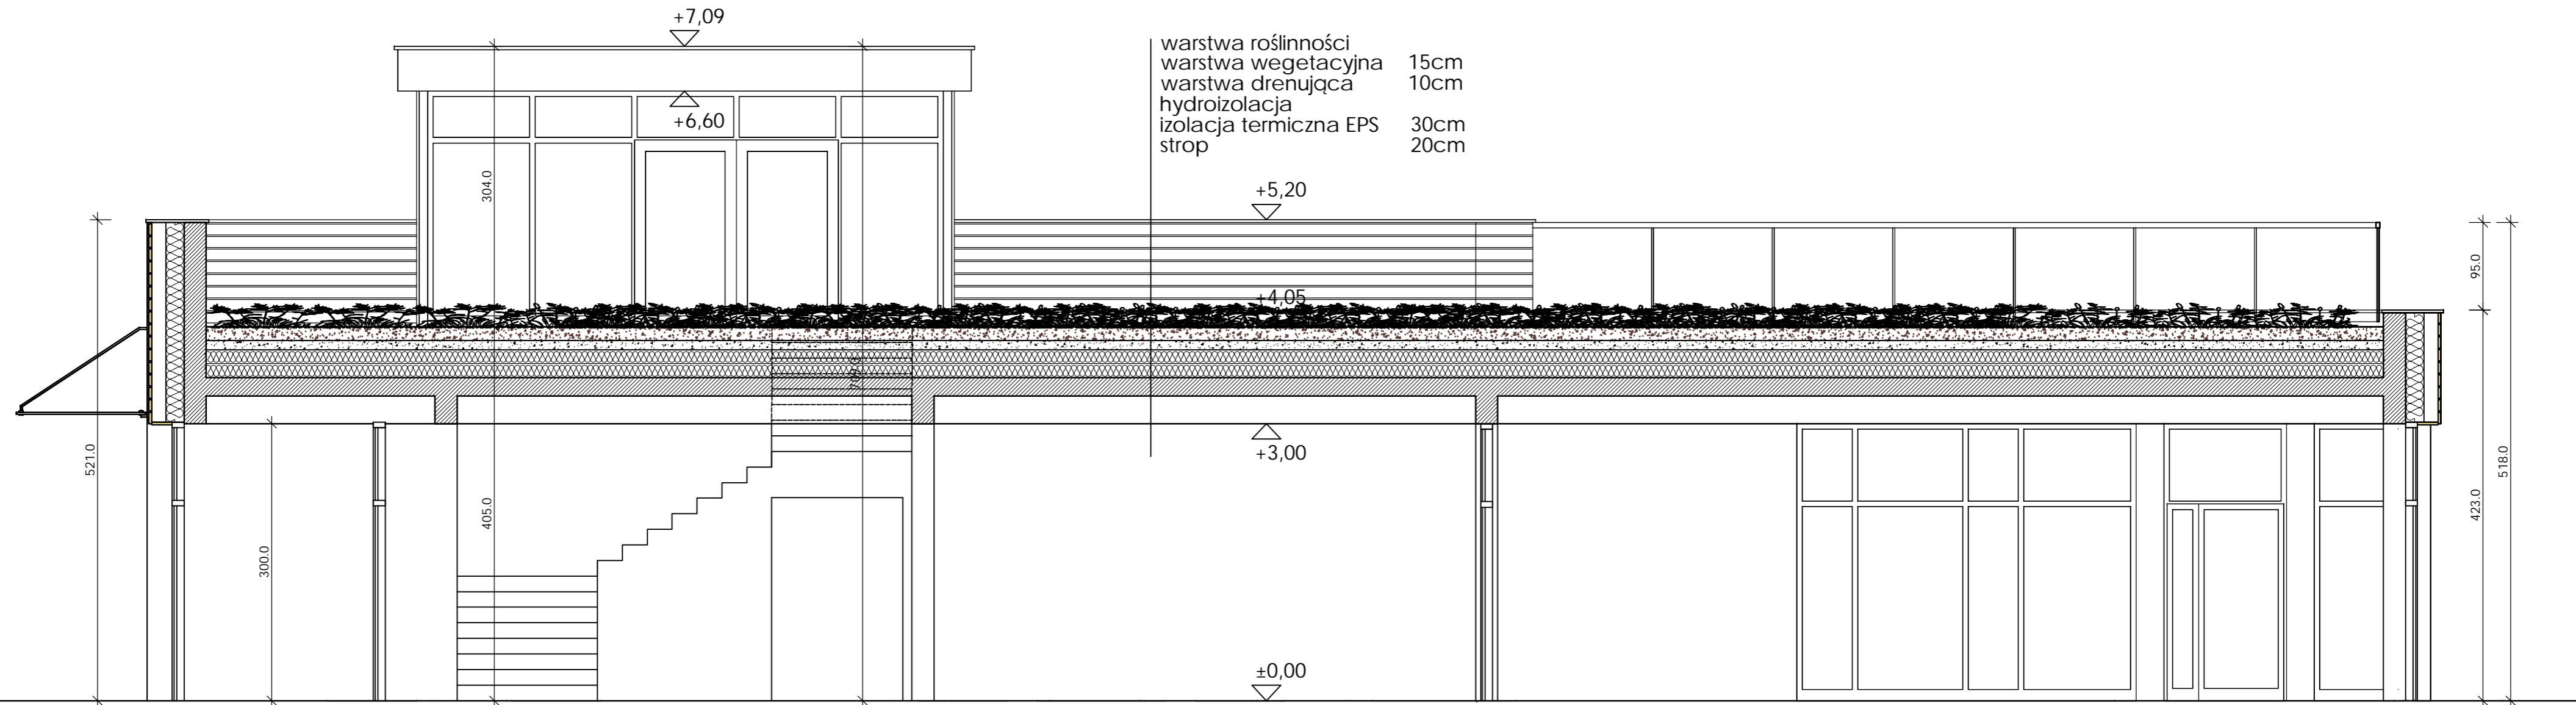 +7,09
warstwa roślinności
warstwa wegetacyjna 15cm
warstwa drenująca 10cm
hydroizolacja
izolacja termiczna EPS 30cm
strop 20cm
+6,60
304.0
+5,20
95.0
+4,05
709.0
+3,00
521.0
518.0
405.0
423.0
300.0
±0,00